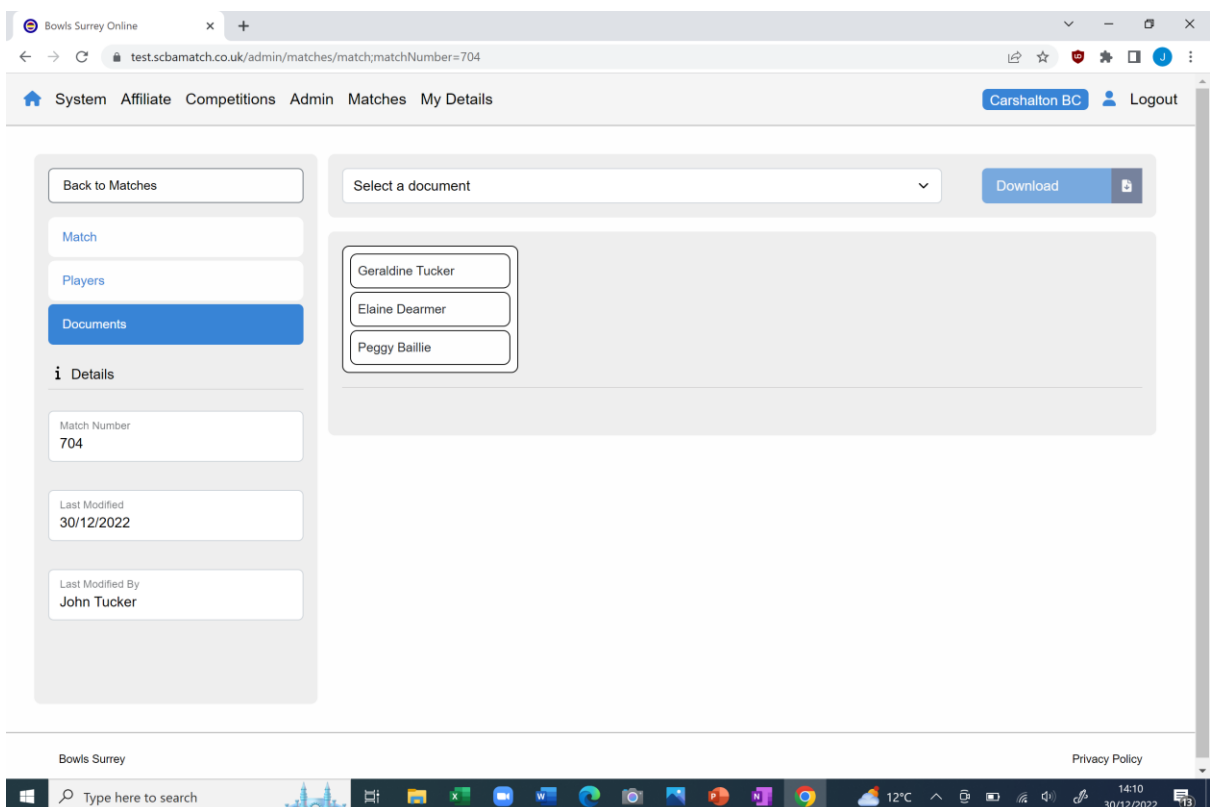 Bowls Surrey Online
test.scbamatch.co.uk/admin/matches/match;matchNumber=704
J
System Affiliate Competitions Admin Matches My Details
Carshalton BC Logout
Back to Matches
Match
Players
Documents
i Details
Match Number
704
Last Modified
30/12/2022
Last Modified By
John Tucker
Select a document
Download
Geraldine Tucker
Elaine Dearmer
Peggy Baillie
Bowls Surrey
Privacy Policy
Type here to search
12°C
14:10
30/12/2022
13